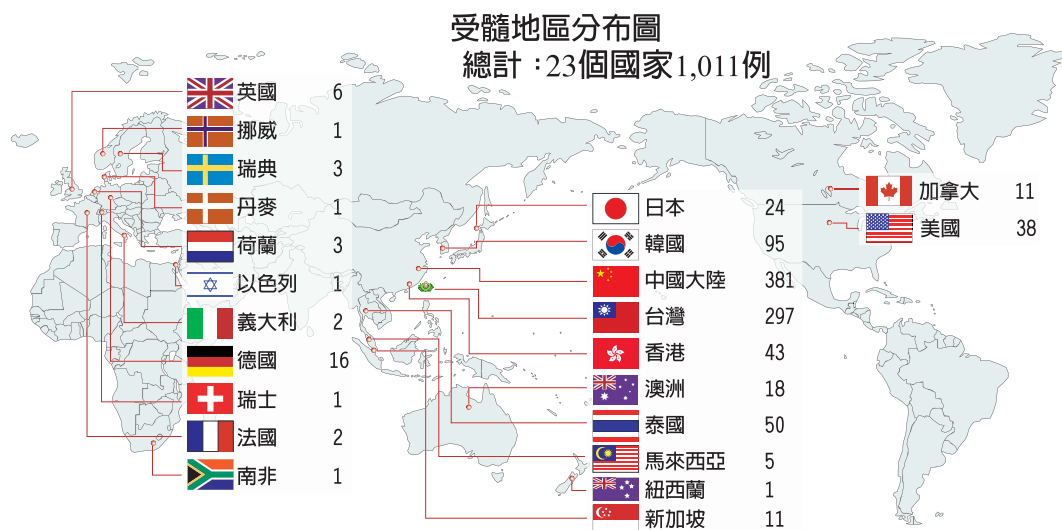 受髓地區分布圖
總計：23個國家1,011例
英國 6
挪威 1
瑞典 3
丹麥 1
荷蘭 3
以色列 1
義大利 2
德國 16
瑞士 1
法國 2
南非 1
日本 24
韓國 95
中國大陸 381
台灣 297
香港 43
澳洲 18
泰國 50
馬來西亞 5
紐西蘭 1
新加坡 11
加拿大 11
美國 38